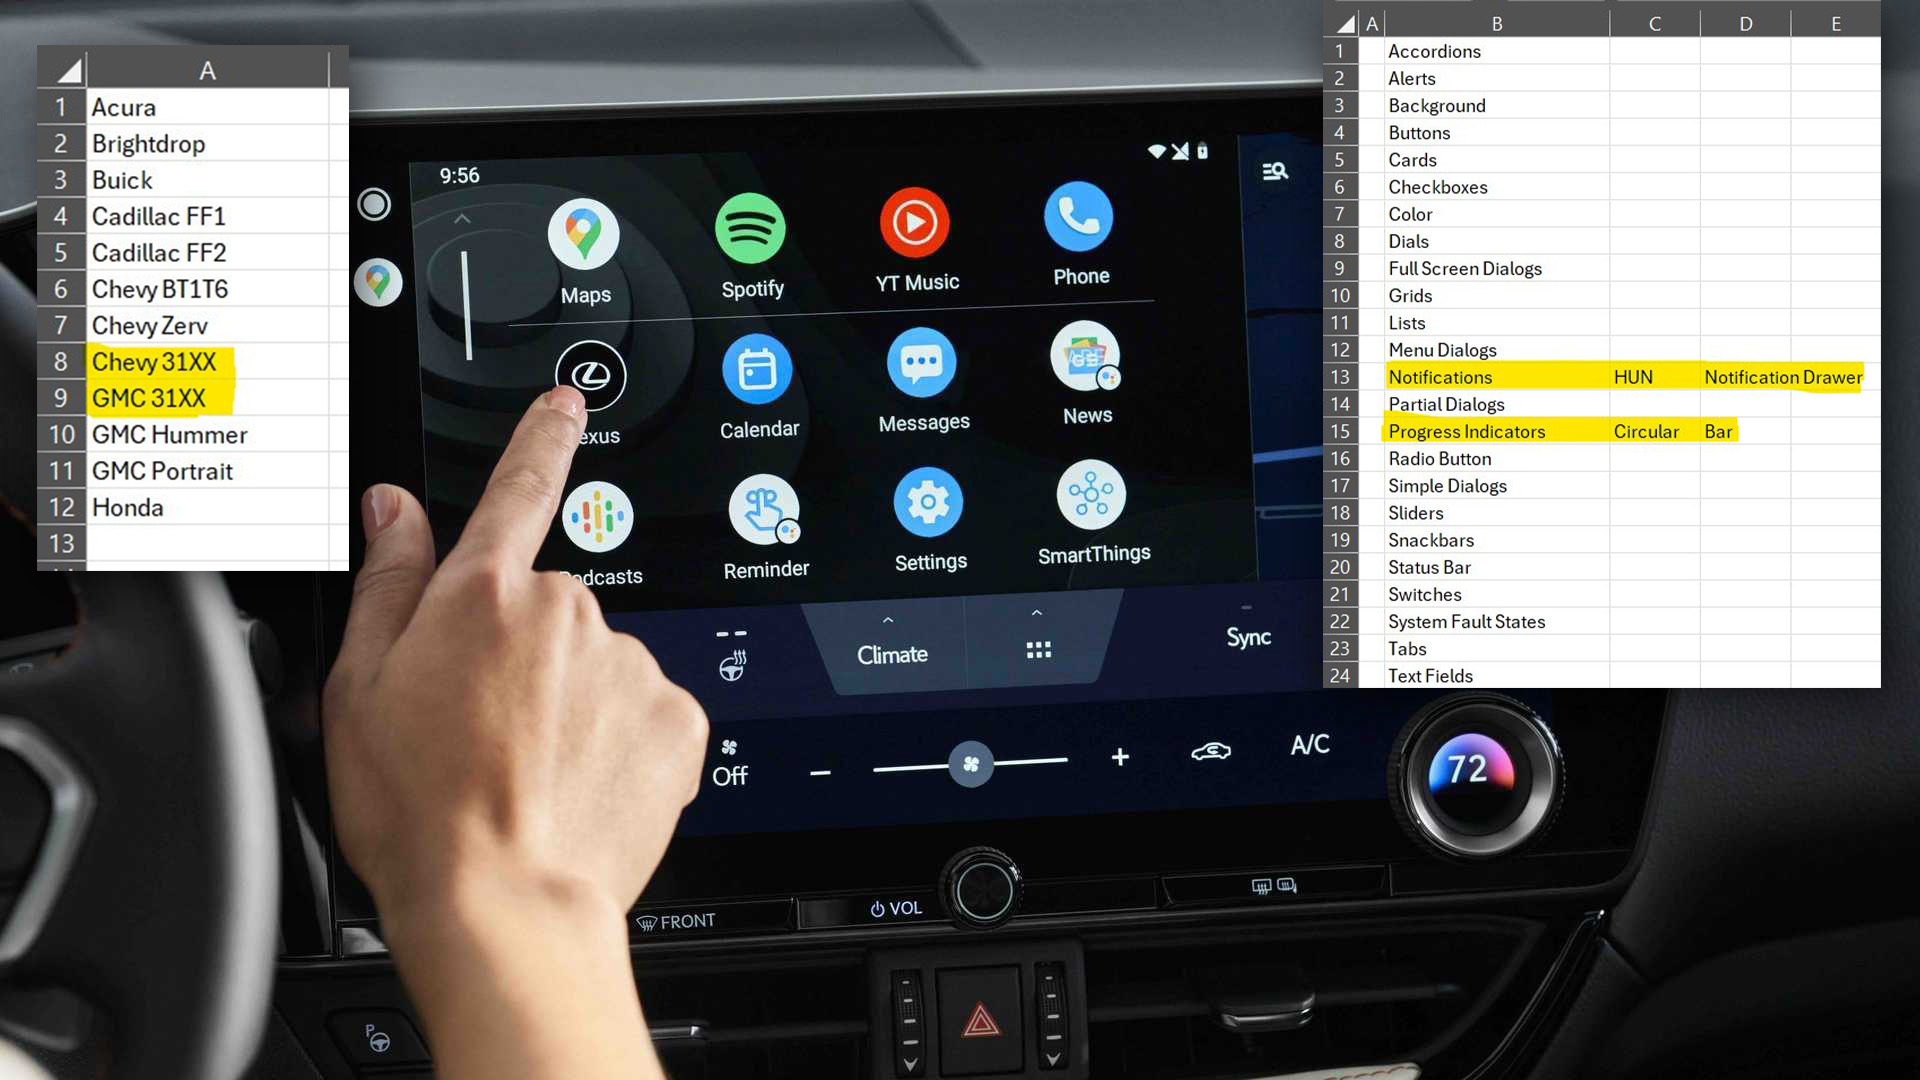 A
1 Acura
2 Brightdrop
3 Buick
4 Cadillac FF1
5 Cadillac FF2
6 Chevy BT1T6
7 Chevy Zerv
8 Chevy 31XX
9 GMC 31XX
10 GMC Hummer
11 GMC Portrait
12 Honda
13
9:56
Maps Spotify YT Music Phone
exus Calendar Messages News
Podcasts Reminder Settings SmartThings
Climate
Sync
Off − + A/C
72
FRONT
VOL
P
A B C D E
1 Accordions
2 Alerts
3 Background
4 Buttons
5 Cards
6 Checkboxes
7 Color
8 Dials
9 Full Screen Dialogs
10 Grids
11 Lists
12 Menu Dialogs
13 Notifications HUN Notification Drawer
14 Partial Dialogs
15 Progress Indicators Circular Bar
16 Radio Button
17 Simple Dialogs
18 Sliders
19 Snackbars
20 Status Bar
21 Switches
22 System Fault States
23 Tabs
24 Text Fields